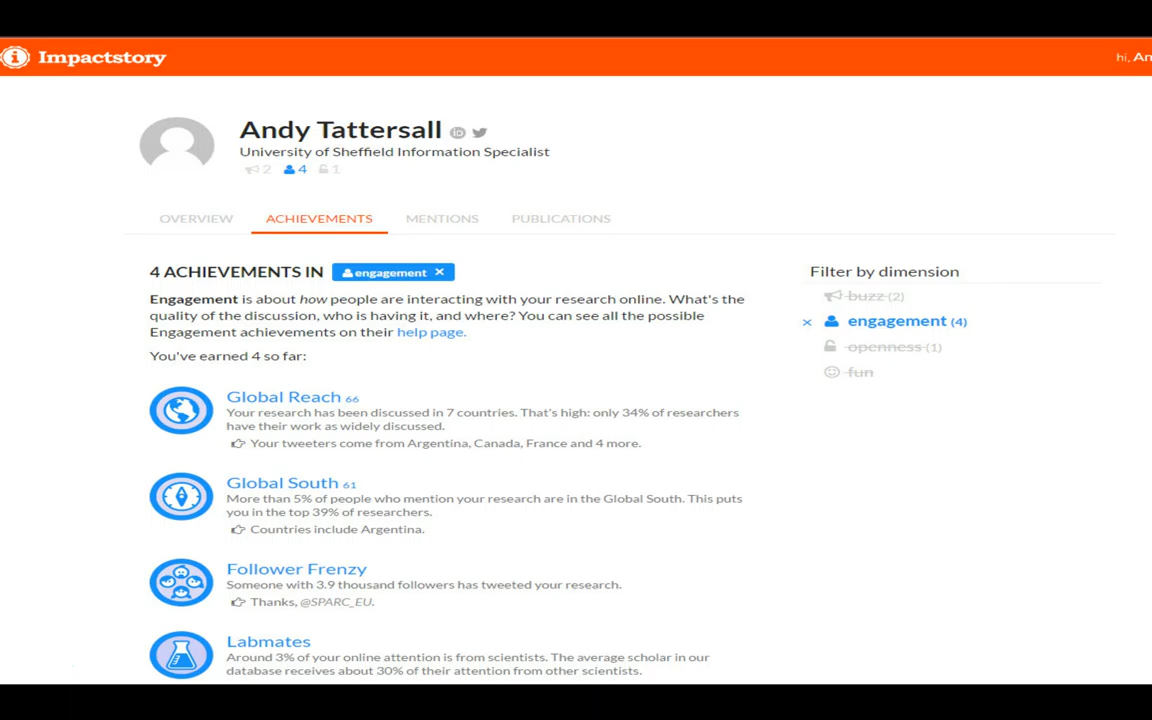 Impactstory
hi, An
Andy Tattersall
University of Sheffield Information Specialist
2 4 1
OVERVIEW ACHIEVEMENTS MENTIONS PUBLICATIONS
4 ACHIEVEMENTS IN engagement ×
Engagement is about how people are interacting with your research online. What's the
quality of the discussion, who is having it, and where? You can see all the possible
Engagement achievements on their help page.
You've earned 4 so far:
Global Reach 66
Your research has been discussed in 7 countries. That's high: only 34% of researchers
have their work as widely discussed.
Your tweeters come from Argentina, Canada, France and 4 more.
Global South 61
More than 5% of people who mention your research are in the Global South. This puts
you in the top 39% of researchers.
Countries include Argentina.
Follower Frenzy
Someone with 3.9 thousand followers has tweeted your research.
Thanks, @SPARC_EU.
Labmates
Around 3% of your online attention is from scientists. The average scholar in our
database receives about 30% of their attention from other scientists.
Filter by dimension
buzz (2)
× engagement (4)
openness (1)
fun